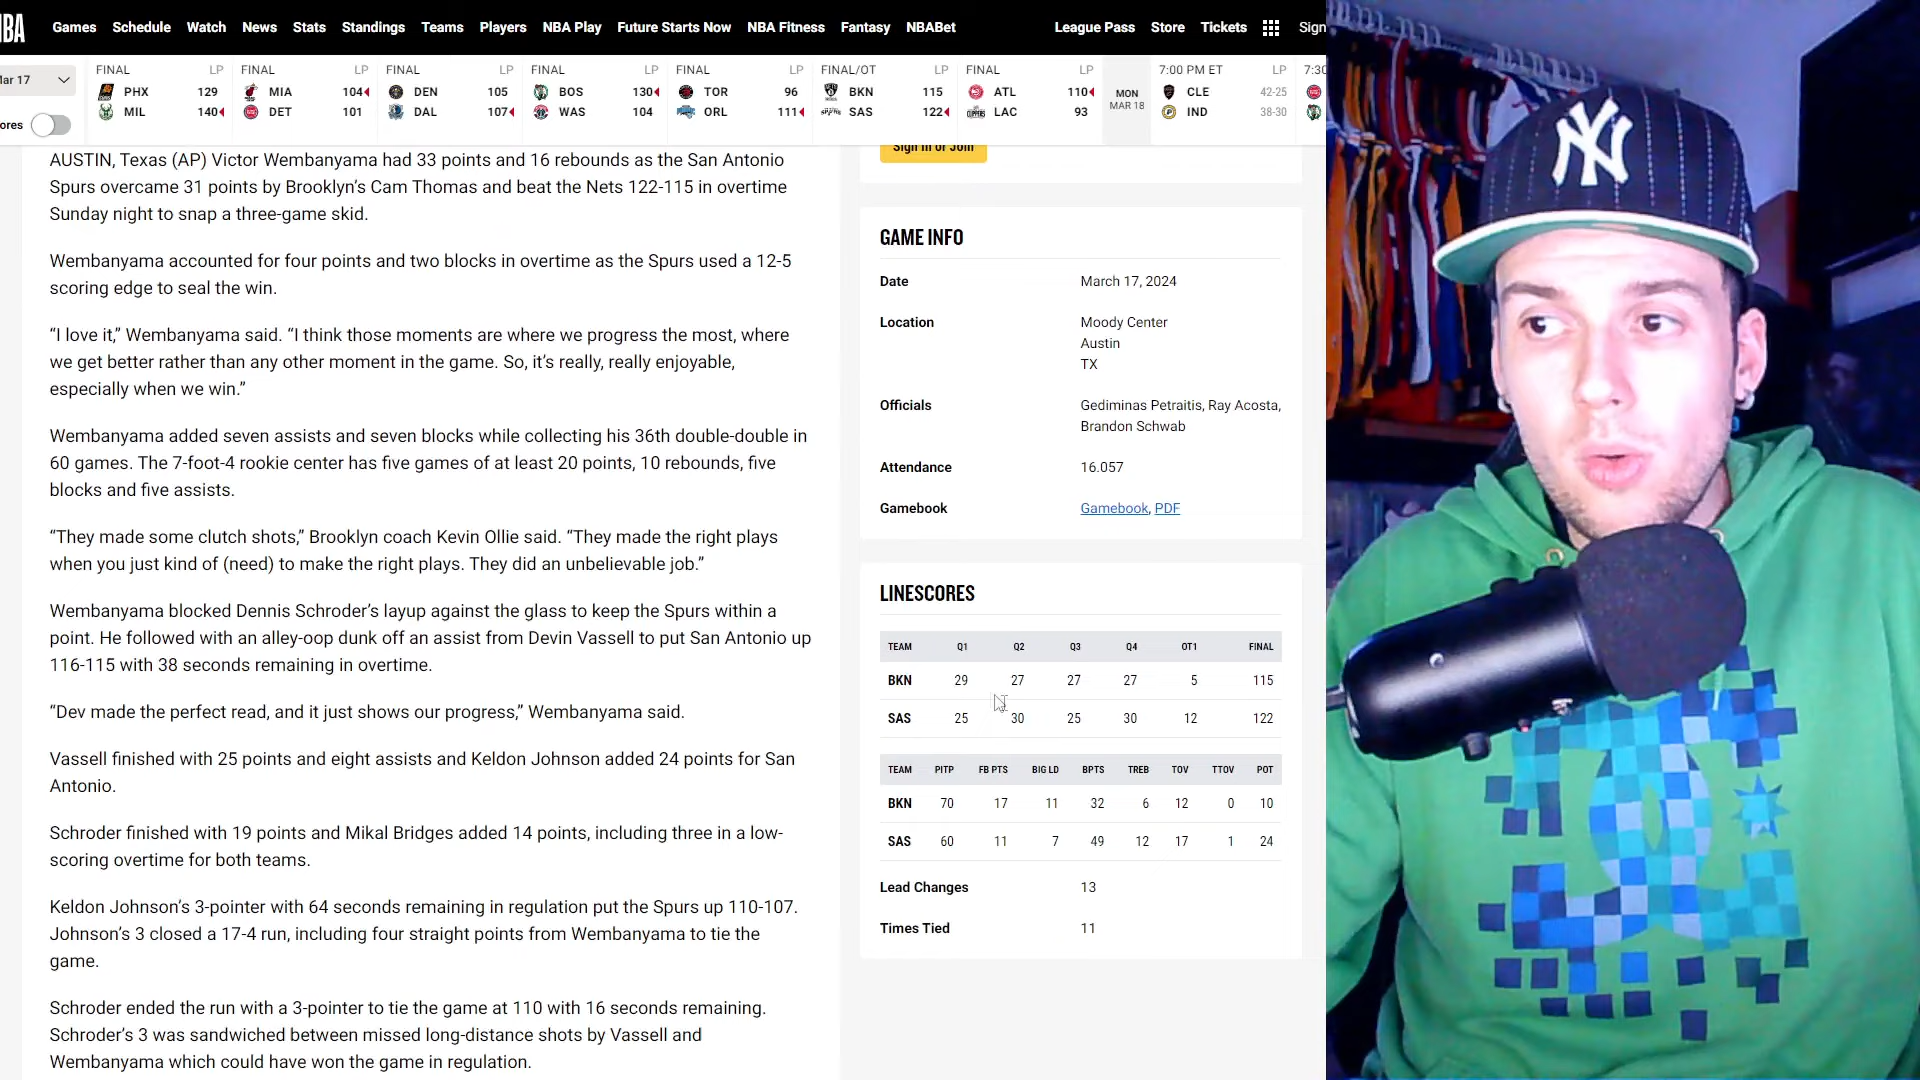 NBA Games Schedule Watch News Stats Standings Teams Players NBA Play Future Starts Now NBA Fitness Fantasy NBABet League Pass Store Tickets Sign
Mar 17
FINAL LP
PHX 129
MIL 140
FINAL LP
MIA 104
DET 101
FINAL LP
DEN 105
DAL 107
FINAL LP
BOS 130
WAS 104
FINAL LP
TOR 96
ORL 111
FINAL/OT LP
BKN 115
SAS 122
FINAL LP
ATL 110
LAC 93
MON
MAR 18
7:00 PM ET LP
CLE 42-25
IND 38-30
7:30
ores
AUSTIN, Texas (AP) Victor Wembanyama had 33 points and 16 rebounds as the San Antonio
Spurs overcame 31 points by Brooklyn’s Cam Thomas and beat the Nets 122-115 in overtime
Sunday night to snap a three-game skid.
Wembanyama accounted for four points and two blocks in overtime as the Spurs used a 12-5
scoring edge to seal the win.
“I love it,” Wembanyama said. “I think those moments are where we progress the most, where
we get better rather than any other moment in the game. So, it’s really, really enjoyable,
especially when we win.”
Wembanyama added seven assists and seven blocks while collecting his 36th double-double in
60 games. The 7-foot-4 rookie center has five games of at least 20 points, 10 rebounds, five
blocks and five assists.
“They made some clutch shots,” Brooklyn coach Kevin Ollie said. “They made the right plays
when you just kind of (need) to make the right plays. They did an unbelievable job.”
Wembanyama blocked Dennis Schroder’s layup against the glass to keep the Spurs within a
point. He followed with an alley-oop dunk off an assist from Devin Vassell to put San Antonio up
116-115 with 38 seconds remaining in overtime.
“Dev made the perfect read, and it just shows our progress,” Wembanyama said.
Vassell finished with 25 points and eight assists and Keldon Johnson added 24 points for San
Antonio.
Schroder finished with 19 points and Mikal Bridges added 14 points, including three in a low-
scoring overtime for both teams.
Keldon Johnson’s 3-pointer with 64 seconds remaining in regulation put the Spurs up 110-107.
Johnson’s 3 closed a 17-4 run, including four straight points from Wembanyama to tie the
game.
Schroder ended the run with a 3-pointer to tie the game at 110 with 16 seconds remaining.
Schroder’s 3 was sandwiched between missed long-distance shots by Vassell and
Wembanyama which could have won the game in regulation.
Sign in or Join
GAME INFO
Date March 17, 2024
Location Moody Center
Austin
TX
Officials Gediminas Petraitis, Ray Acosta,
Brandon Schwab
Attendance 16.057
Gamebook Gamebook, PDF
LINESCORES
TEAM Q1 Q2 Q3 Q4 OT1 FINAL
BKN 29 27 27 27 5 115
SAS 25 30 25 30 12 122
TEAM PITP FB PTS BIG LD BPTS TREB TOV TTOV POT
BKN 70 17 11 32 6 12 0 10
SAS 60 11 7 49 12 17 1 24
Lead Changes 13
Times Tied 11
NY